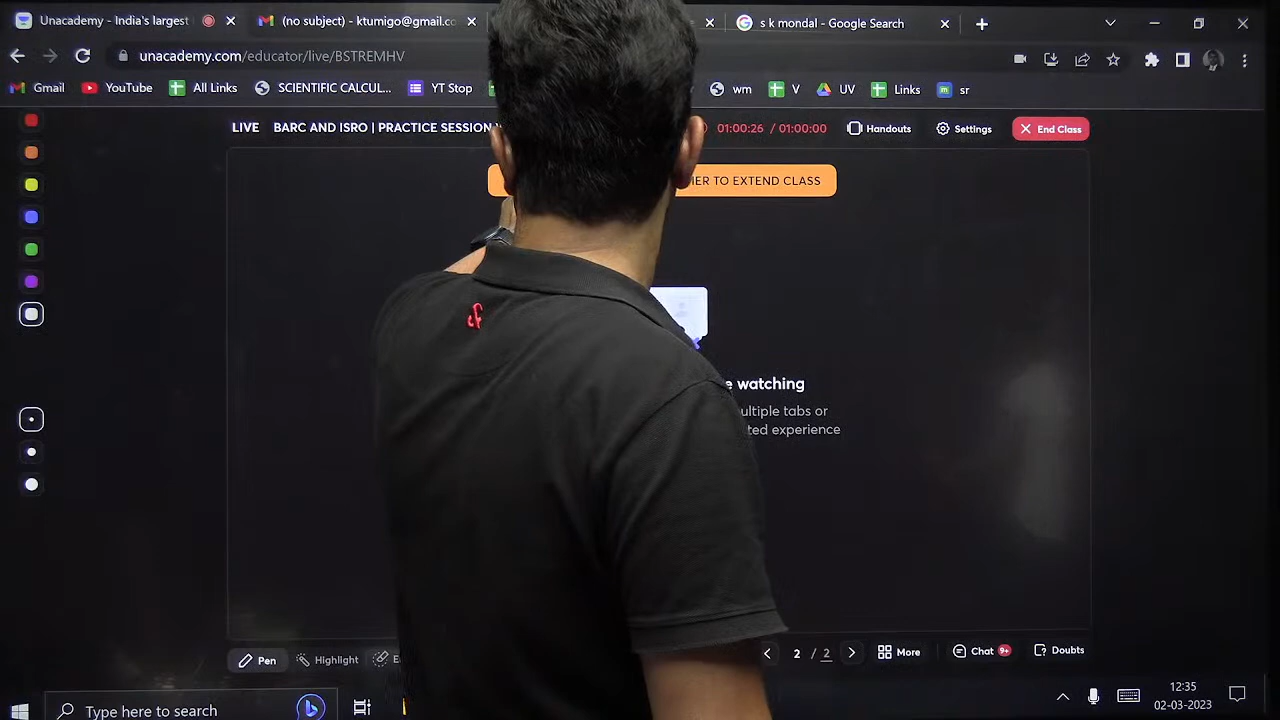 Unacademy - India's largest
(no subject) - ktumigo@gmail.co
s k mondal - Google Search
unacademy.com/educator/live/BSTREMHV
Gmail
YouTube
All Links
SCIENTIFIC CALCUL...
YT Stop
wm
V
UV
Links
sr
LIVE BARC AND ISRO | PRACTICE SESSION
01:00:26 / 01:00:00
Handouts
Settings
End Class
TO EXTEND CLASS
watching
tabs or
experience
Pen
Highlight
2 / 2
More
Chat 9+
Doubts
Type here to search
12:35
02-03-2023